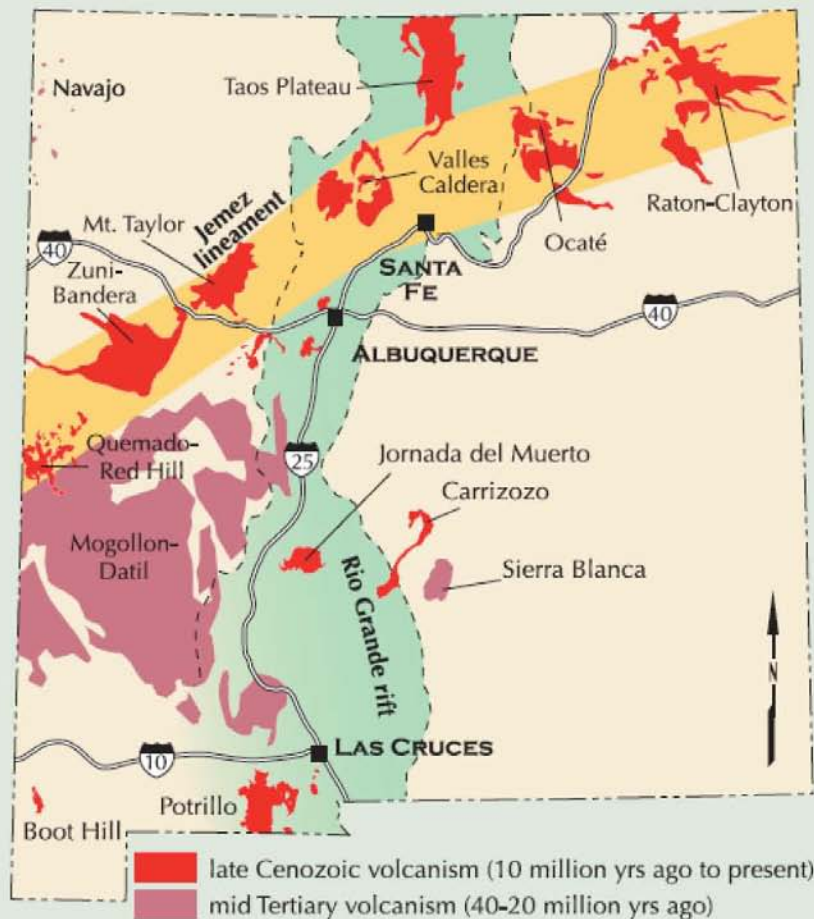 Navajo
Taos Plateau
Valles
Caldera
Raton-Clayton
Mt. Taylor
Jemez
lineament
Ocaté
40
Zuni-
Bandera
SANTA
FE
40
ALBUQUERQUE
Quemado-
Red Hill
25
Jornada del Muerto
Carrizozo
Mogollon-
Datil
Sierra Blanca
Rio Grande rift
N
LAS CRUCES
10
Potrillo
Boot Hill
late Cenozoic volcanism (10 million yrs ago to present)
mid Tertiary volcanism (40-20 million yrs ago)